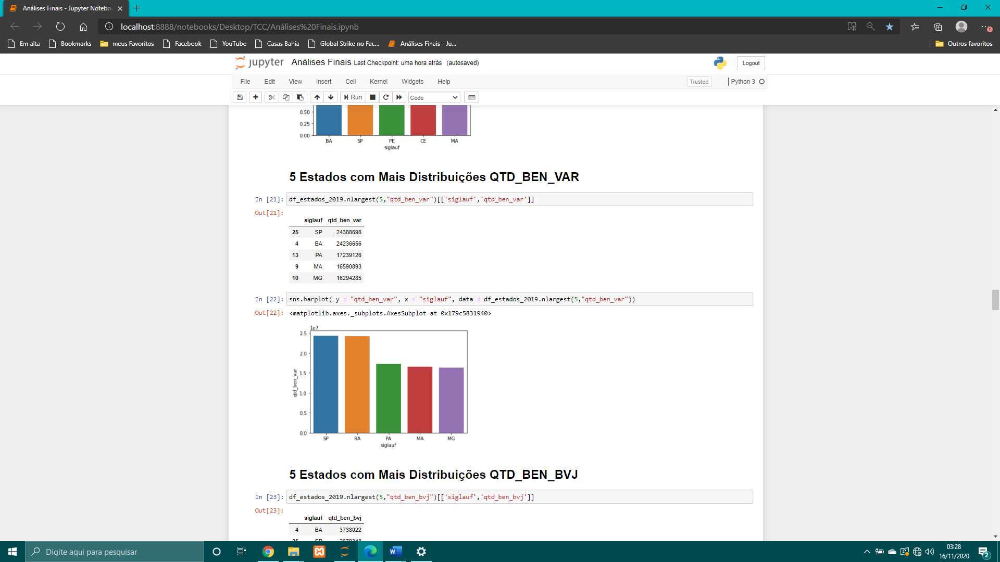 Análises Finais - Jupyter Notebo
localhost:8888/notebooks/Desktop/TCC/Análises%20Finais.ipynb
Em alta Bookmarks meus Favoritos Facebook YouTube Casas Bahia Global Strike no Fac... Análises Finais - Ju... Outros favoritos
jupyter Análises Finais Last Checkpoint: uma hora atrás (autosaved) Logout
File Edit View Insert Cell Kernel Widgets Help Trusted Python 3
Run Code
0.50
0.25
0.00
BA SP PE CE MA
siglauf
5 Estados com Mais Distribuições QTD_BEN_VAR
In [21]: df_estados_2019.nlargest(5,"qtd_ben_var")[['siglauf','qtd_ben_var']]
Out[21]:
siglauf qtd_ben_var
25 SP 24388698
4 BA 24236656
13 PA 17239126
9 MA 16590893
10 MG 16294285
In [22]: sns.barplot( y = "qtd_ben_var", x = "siglauf", data = df_estados_2019.nlargest(5,"qtd_ben_var"))
Out[22]: <matplotlib.axes._subplots.AxesSubplot at 0x179c5831940>
1e7
2.5
2.0
1.5
1.0
0.5
0.0
qtd_ben_var
SP BA PA MA MG
siglauf
5 Estados com Mais Distribuições QTD_BEN_BVJ
In [23]: df_estados_2019.nlargest(5,"qtd_ben_bvj")[['siglauf','qtd_ben_bvj']]
Out[23]:
siglauf qtd_ben_bvj
4 BA 3738022
25 SP 2679348
Digite aqui para pesquisar
03:28
16/11/2020
2